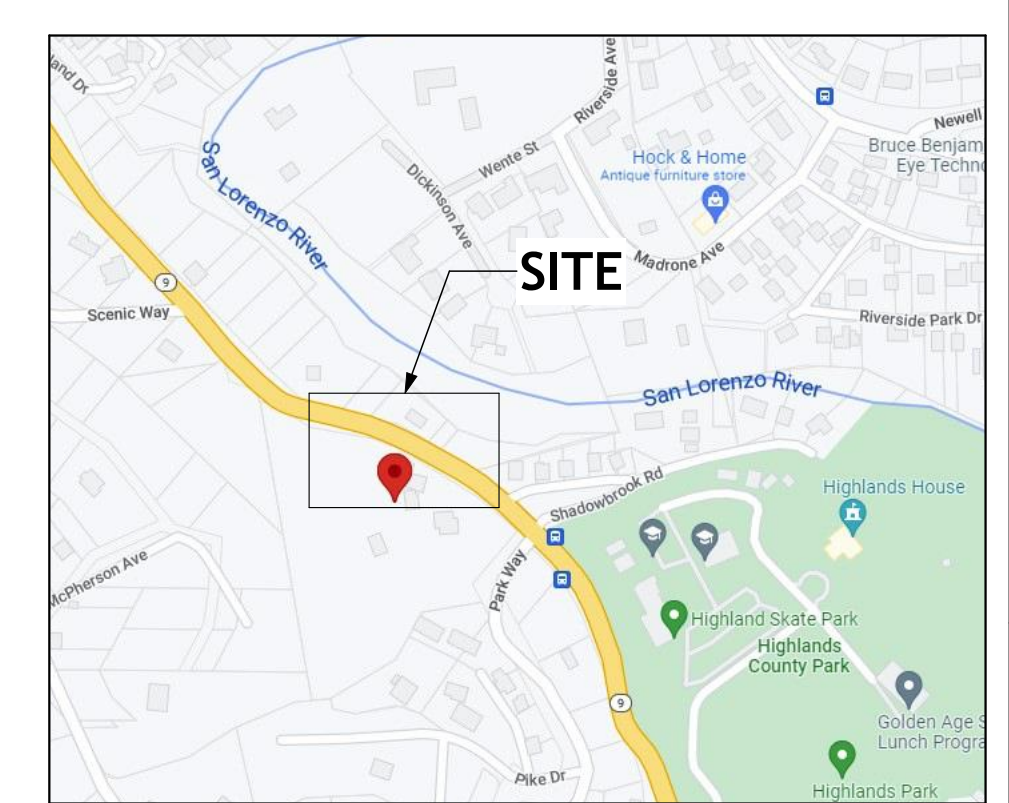 land Dr
San Lorenzo River
Riverside Ave
Wente St
Dickinson Ave
Hock & Home
Antique furniture store
Newell
Bruce Benjam
Eye Techno
Madrone Ave
SITE
9
Scenic Way
Riverside Park Dr
San Lorenzo River
Shadowbrook Rd
Highlands House
McPherson Ave
Park Way
Highland Skate Park
Highlands
County Park
9
Golden Age S
Lunch Progra
Pike Dr
Highlands Park